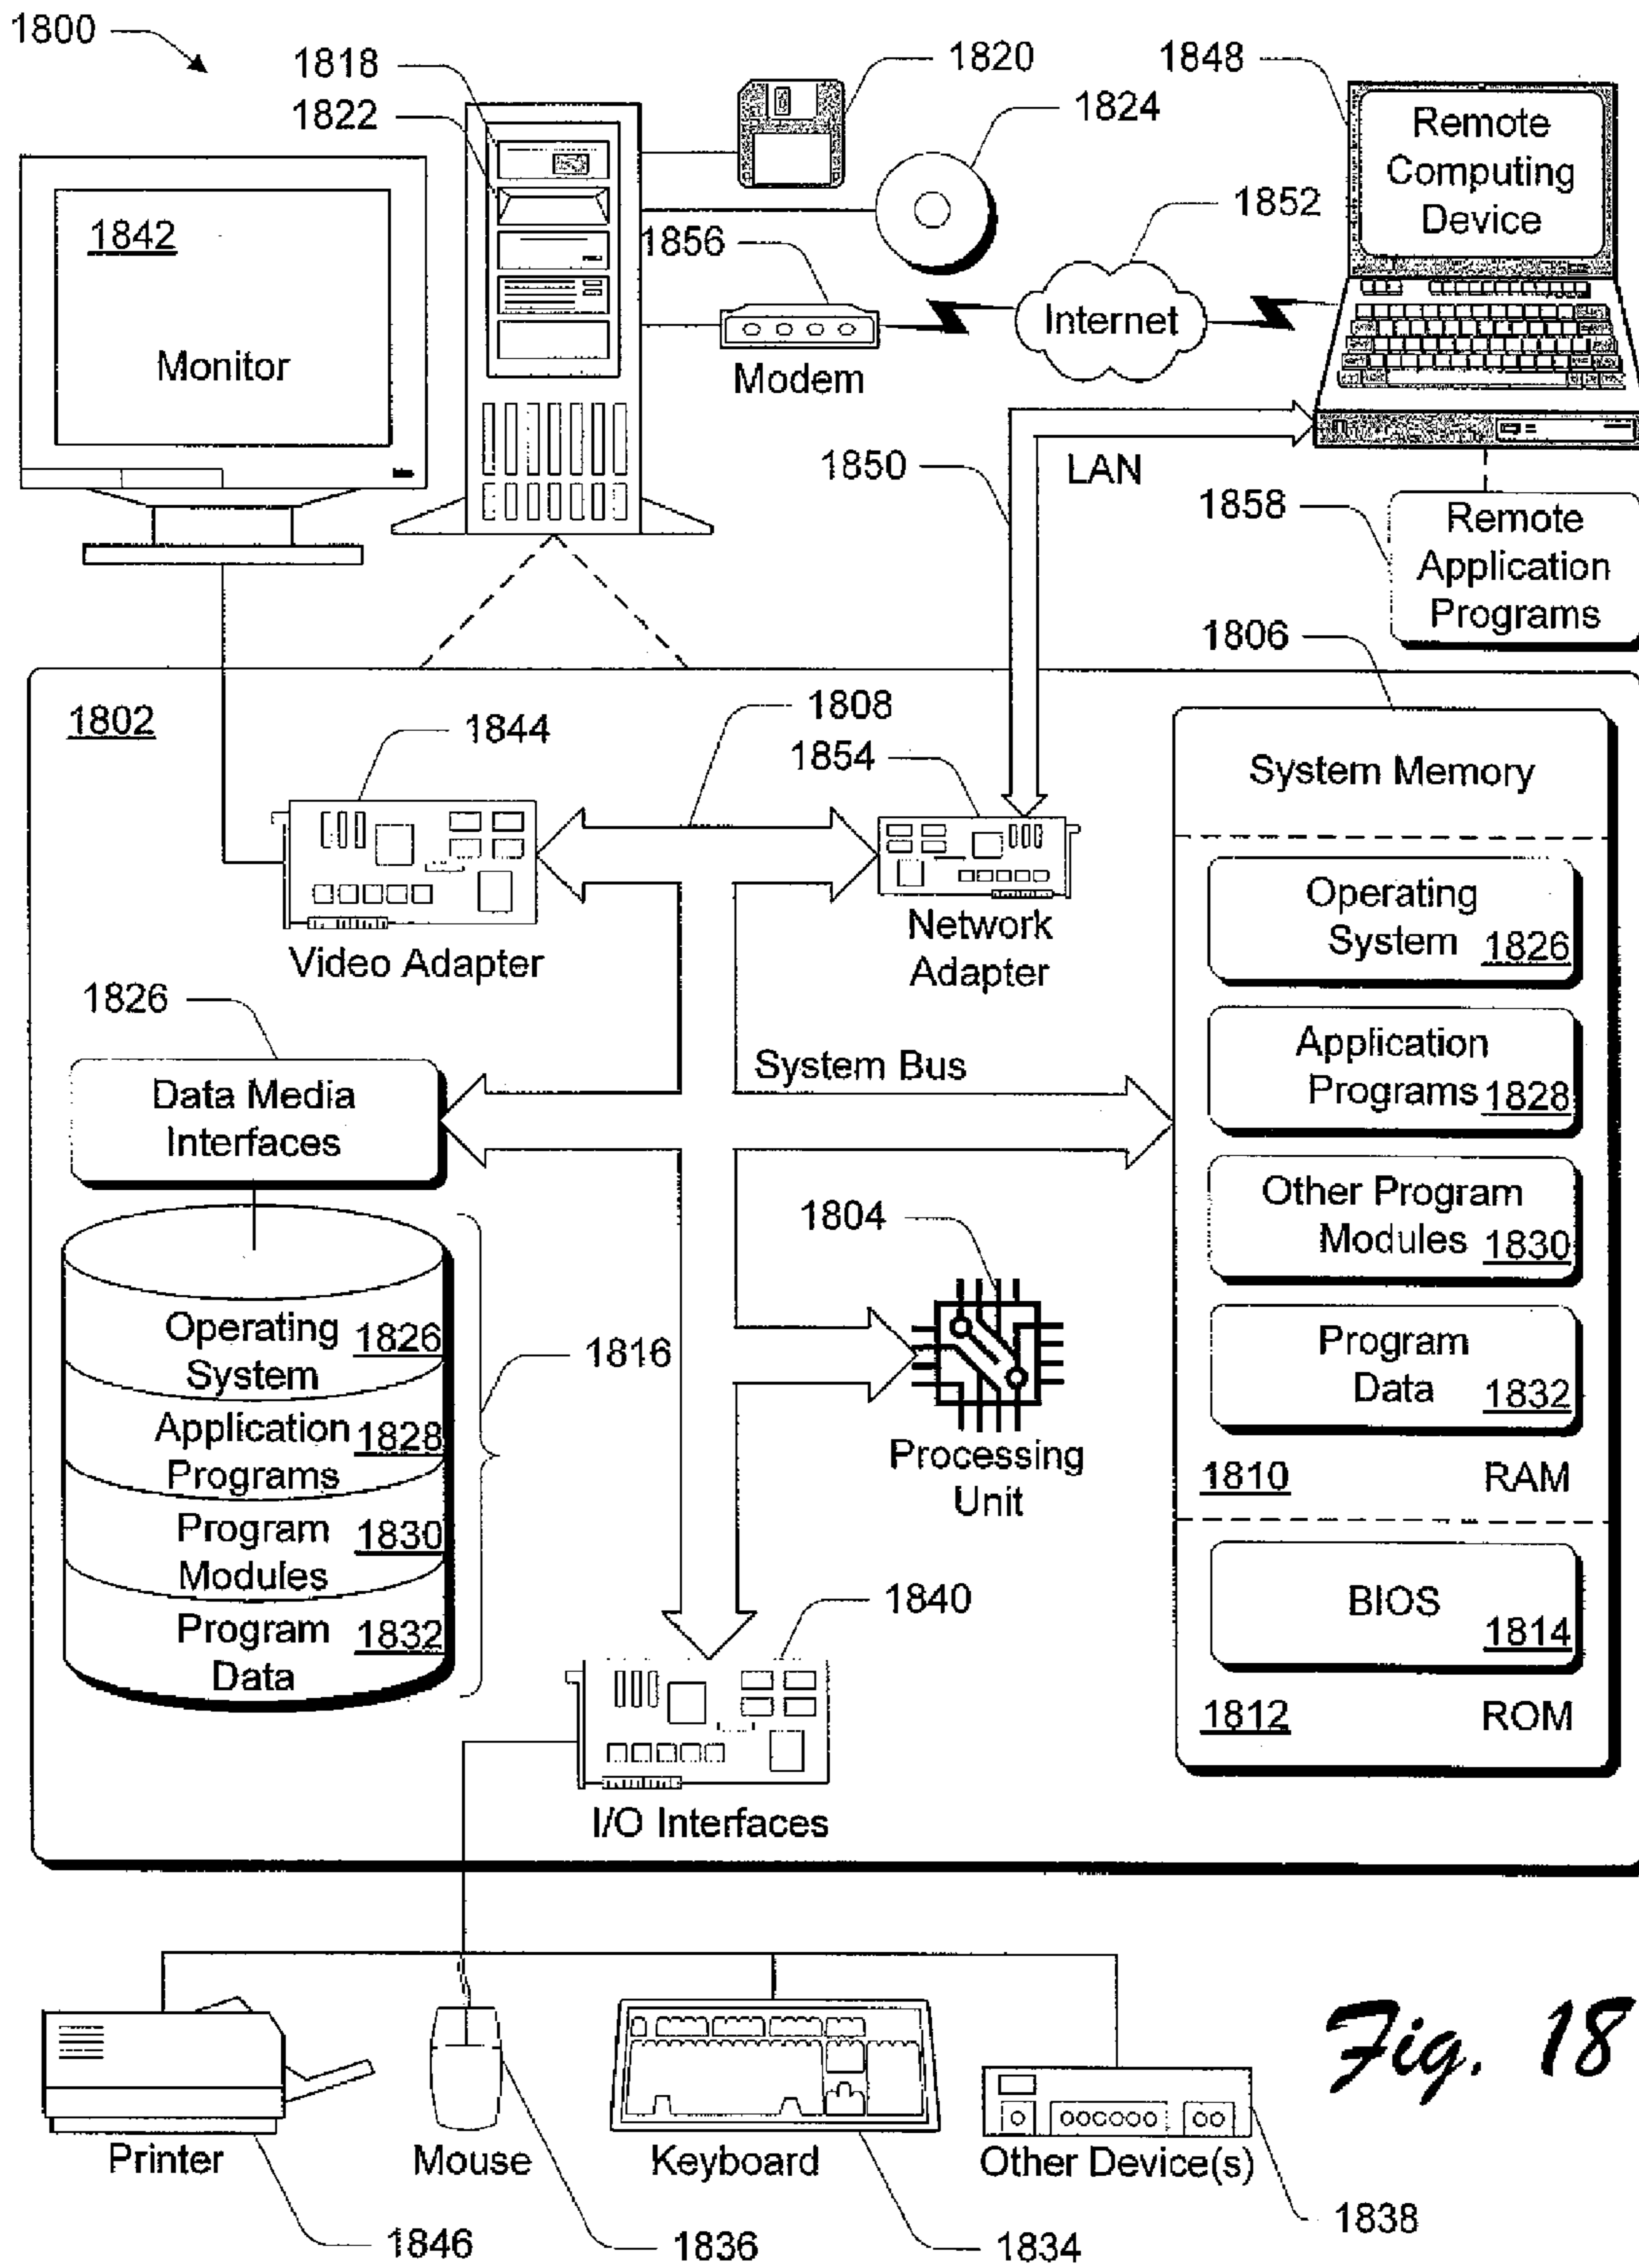 1800
1818
1822
1820
1824
1848
Remote
Computing
Device
1842
Monitor
1856
Modem
1852
Internet
1850
LAN
1858
Remote
Application
Programs
1806
1802
1844
1808
1854
Video Adapter
Network
Adapter
System Memory
Operating
System 1826
Application
Programs 1828
Other Program
Modules 1830
Program
Data 1832
1810 RAM
BIOS
1814
1812 ROM
1826
Data Media
Interfaces
System Bus
1804
Processing
Unit
Operating 1826
System
Application 1828
Programs
Program 1830
Modules
Program 1832
Data
1816
1840
I/O Interfaces
Printer
Mouse
Keyboard
Other Device(s)
1846
1836
1834
1838
Fig. 18